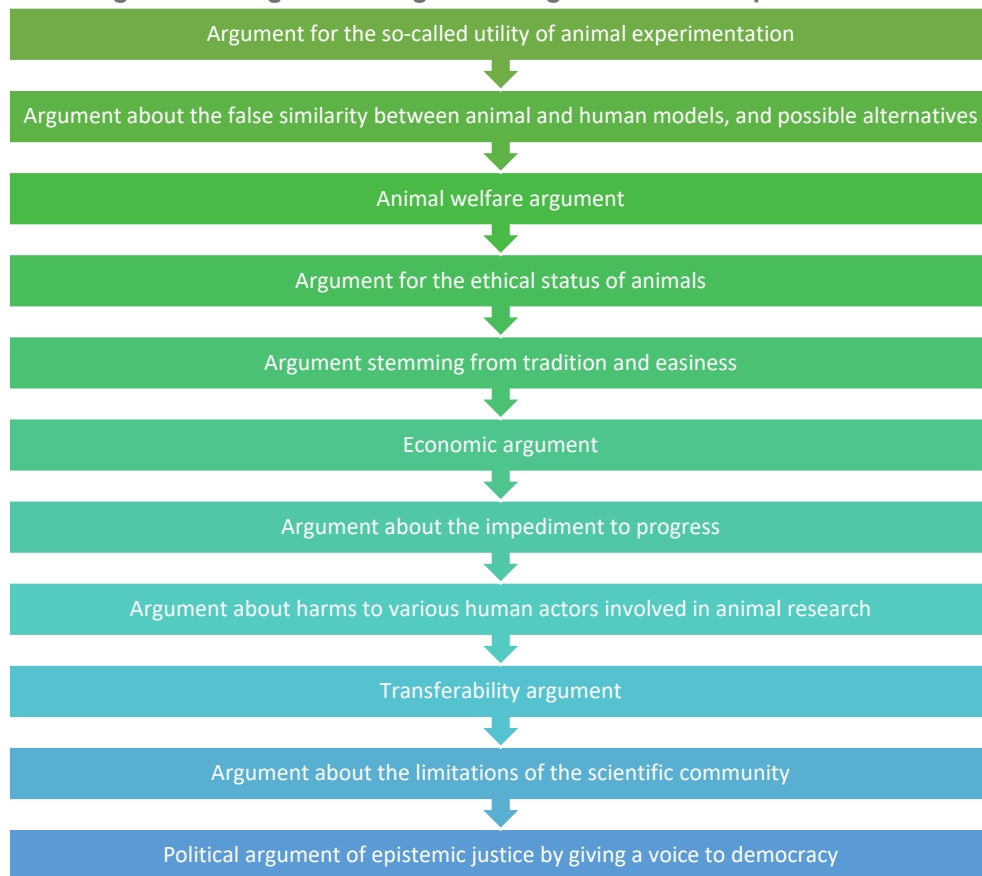 Argument for the so-called utility of animal experimentation
Argument about the false similarity between animal and human models, and possible alternatives
Animal welfare argument
Argument for the ethical status of animals
Argument stemming from tradition and easiness
Economic argument
Argument about the impediment to progress
Argument about harms to various human actors involved in animal research
Transferability argument
Argument about the limitations of the scientific community
Political argument of epistemic justice by giving a voice to democracy